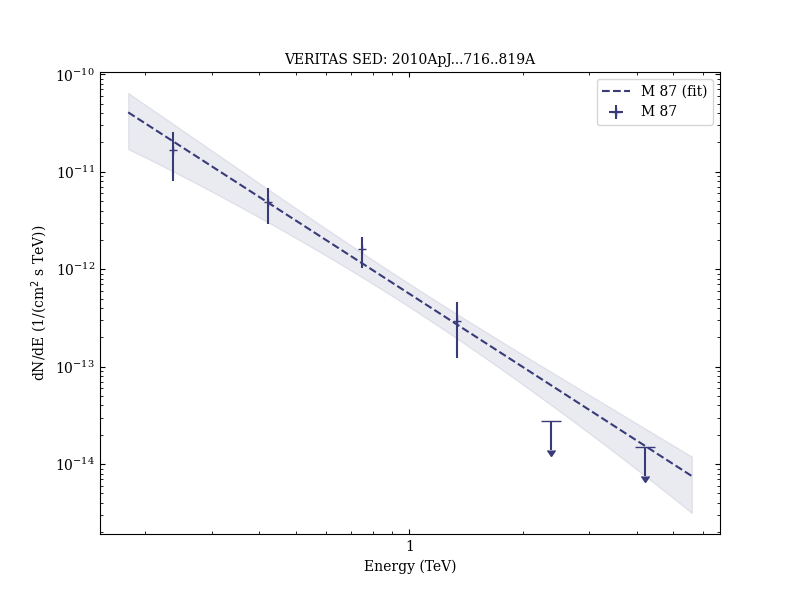 VERITAS SED: 2010ApJ...716..819A
M 87 (fit)
M 87
dN/dE (1/(cm² s TeV))
10⁻¹⁰
10⁻¹¹
10⁻¹²
10⁻¹³
10⁻¹⁴
1
Energy (TeV)